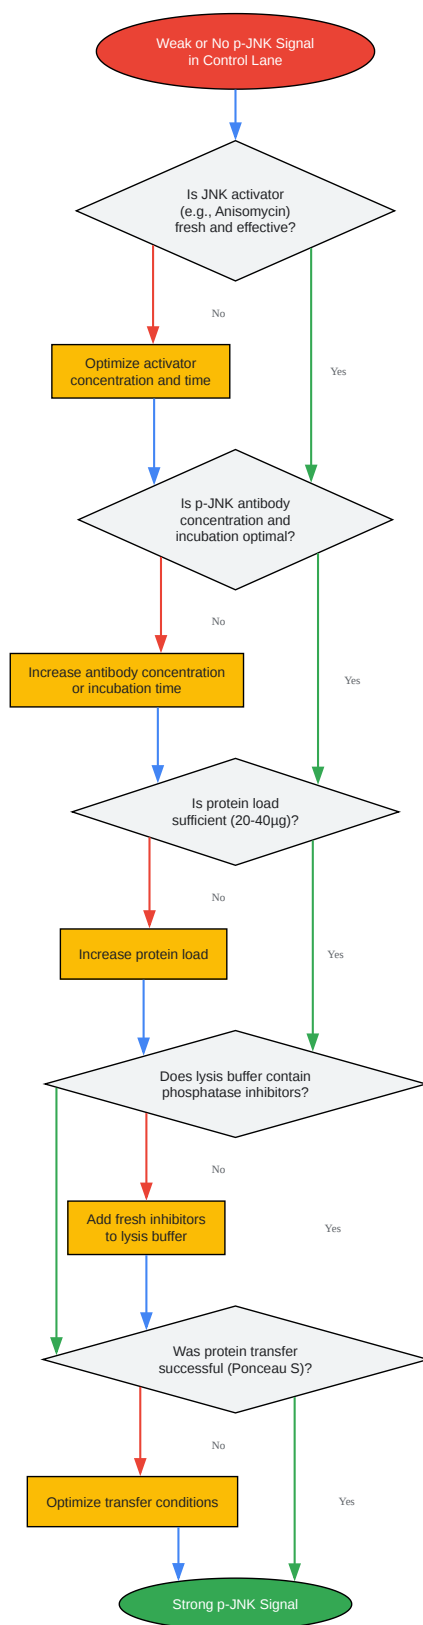 Weak or No p-JNK Signal
in Control Lane
Is JNK activator
(e.g., Anisomycin)
fresh and effective?
No
Optimize activator
concentration and time
Yes
Is p-JNK antibody
concentration and
incubation optimal?
No
Increase antibody concentration
or incubation time
Yes
Is protein load
sufficient (20-40µg)?
No
Increase protein load
Yes
Does lysis buffer contain
phosphatase inhibitors?
No
Add fresh inhibitors
to lysis buffer
Yes
Was protein transfer
successful (Ponceau S)?
No
Optimize transfer conditions
Yes
Strong p-JNK Signal